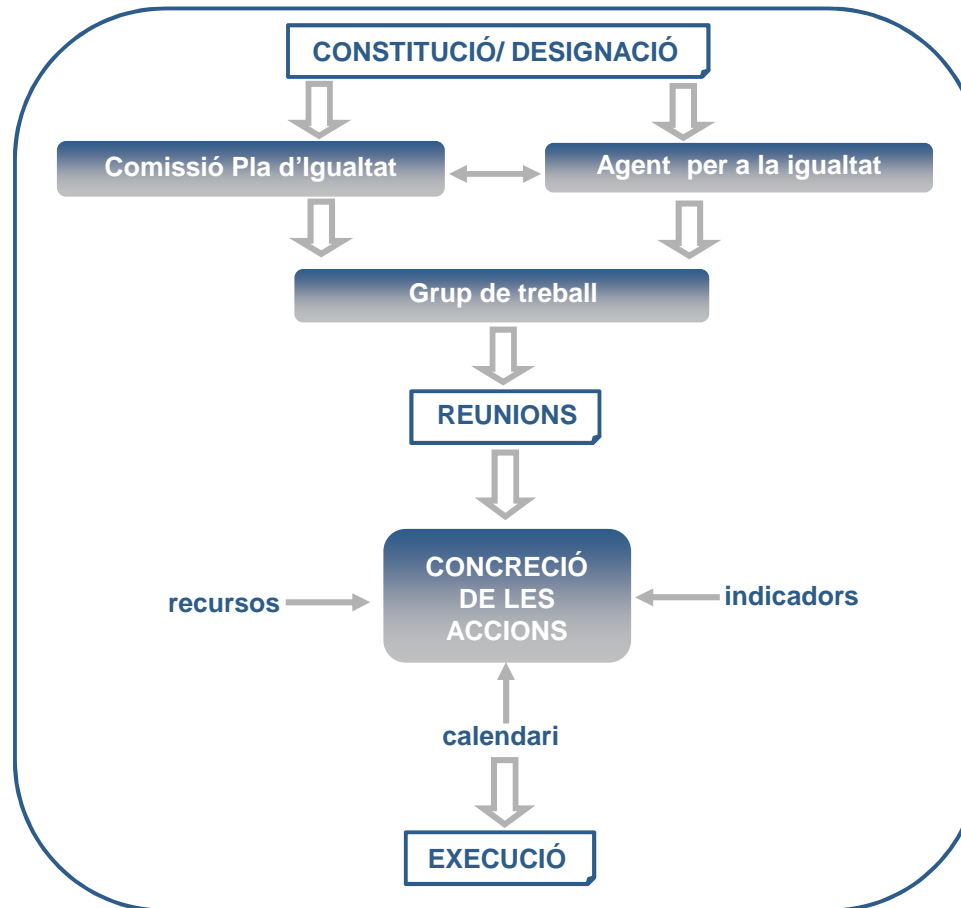 CONSTITUCIÓ/ DESIGNACIÓ
Comissió Pla d’Igualtat
Agent  per a la igualtat
Grup de treball
REUNIONS
CONCRECIÓ
DE LES
ACCIONS
recursos
indicadors
calendari
EXECUCIÓ